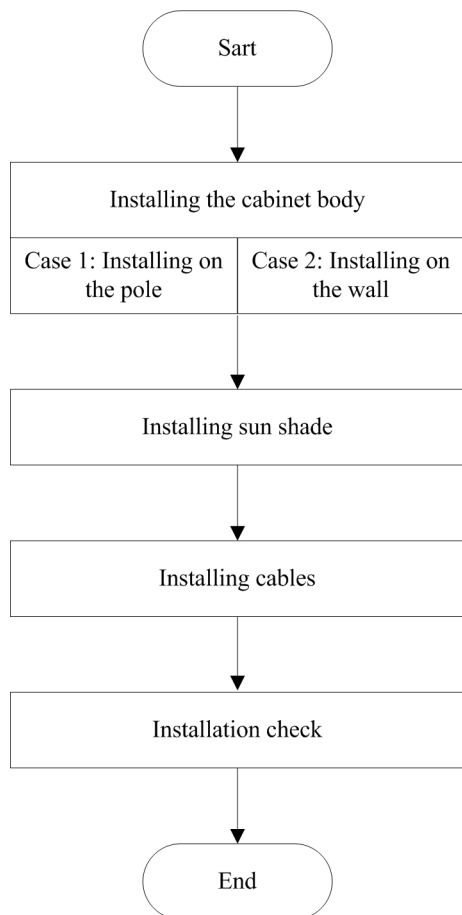 Sart
Installing the cabinet body
Case 1: Installing on
the pole
Case 2: Installing on
the wall
Installing sun shade
Installing cables
Installation check
End